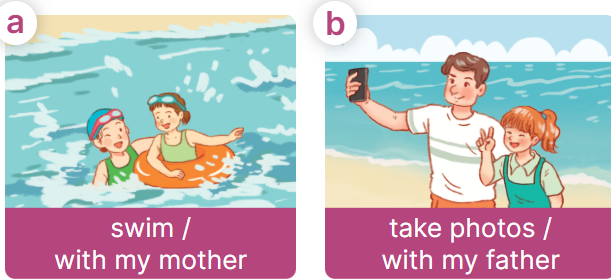 a
swim /
with my mother
b
take photos /
with my father